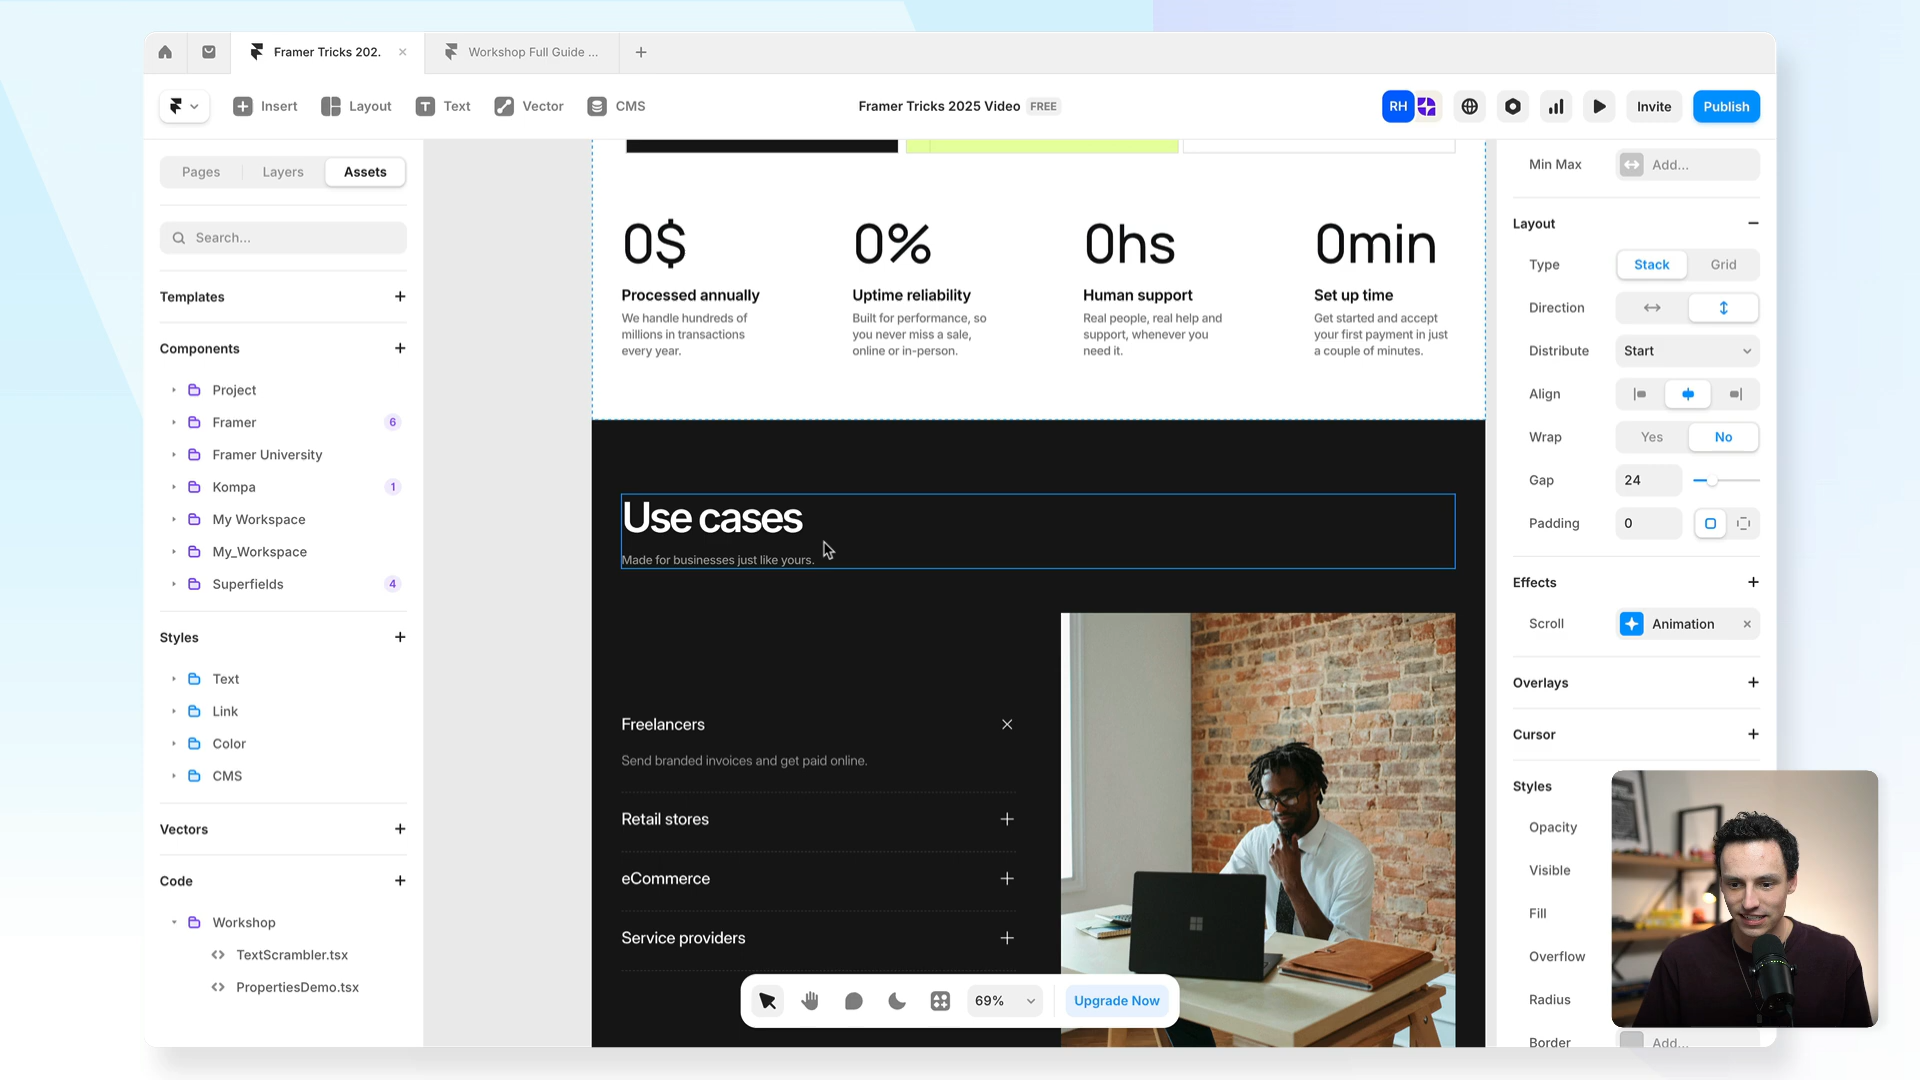 Framer Tricks 202.
Workshop Full Guide ...
Insert
Layout
Text
Vector
CMS
Framer Tricks 2025 Video
FREE
RH
Invite
Publish
Pages
Layers
Assets
Search...
Templates
Components
Project
Framer
6
Framer University
Kompa
1
My Workspace
My_Workspace
Superfields
4
Styles
Text
Link
Color
CMS
Vectors
Code
Workshop
TextScrambler.tsx
PropertiesDemo.tsx
0$
Processed annually
We handle hundreds of
millions in transactions
every year.
0%
Uptime reliability
Built for performance, so
you never miss a sale,
online or in-person.
0hs
Human support
Real people, real help and
support, whenever you
need it.
0min
Set up time
Get started and accept
your first payment in just
a couple of minutes.
Use cases
Made for businesses just like yours.
Freelancers
Send branded invoices and get paid online.
Retail stores
eCommerce
Service providers
69%
Upgrade Now
Min Max
Add...
Layout
Type
Stack
Grid
Direction
Distribute
Start
Align
Wrap
Yes
No
Gap
24
Padding
0
Effects
Scroll
Animation
Overlays
Cursor
Styles
Opacity
Visible
Fill
Overflow
Radius
Border
Add...